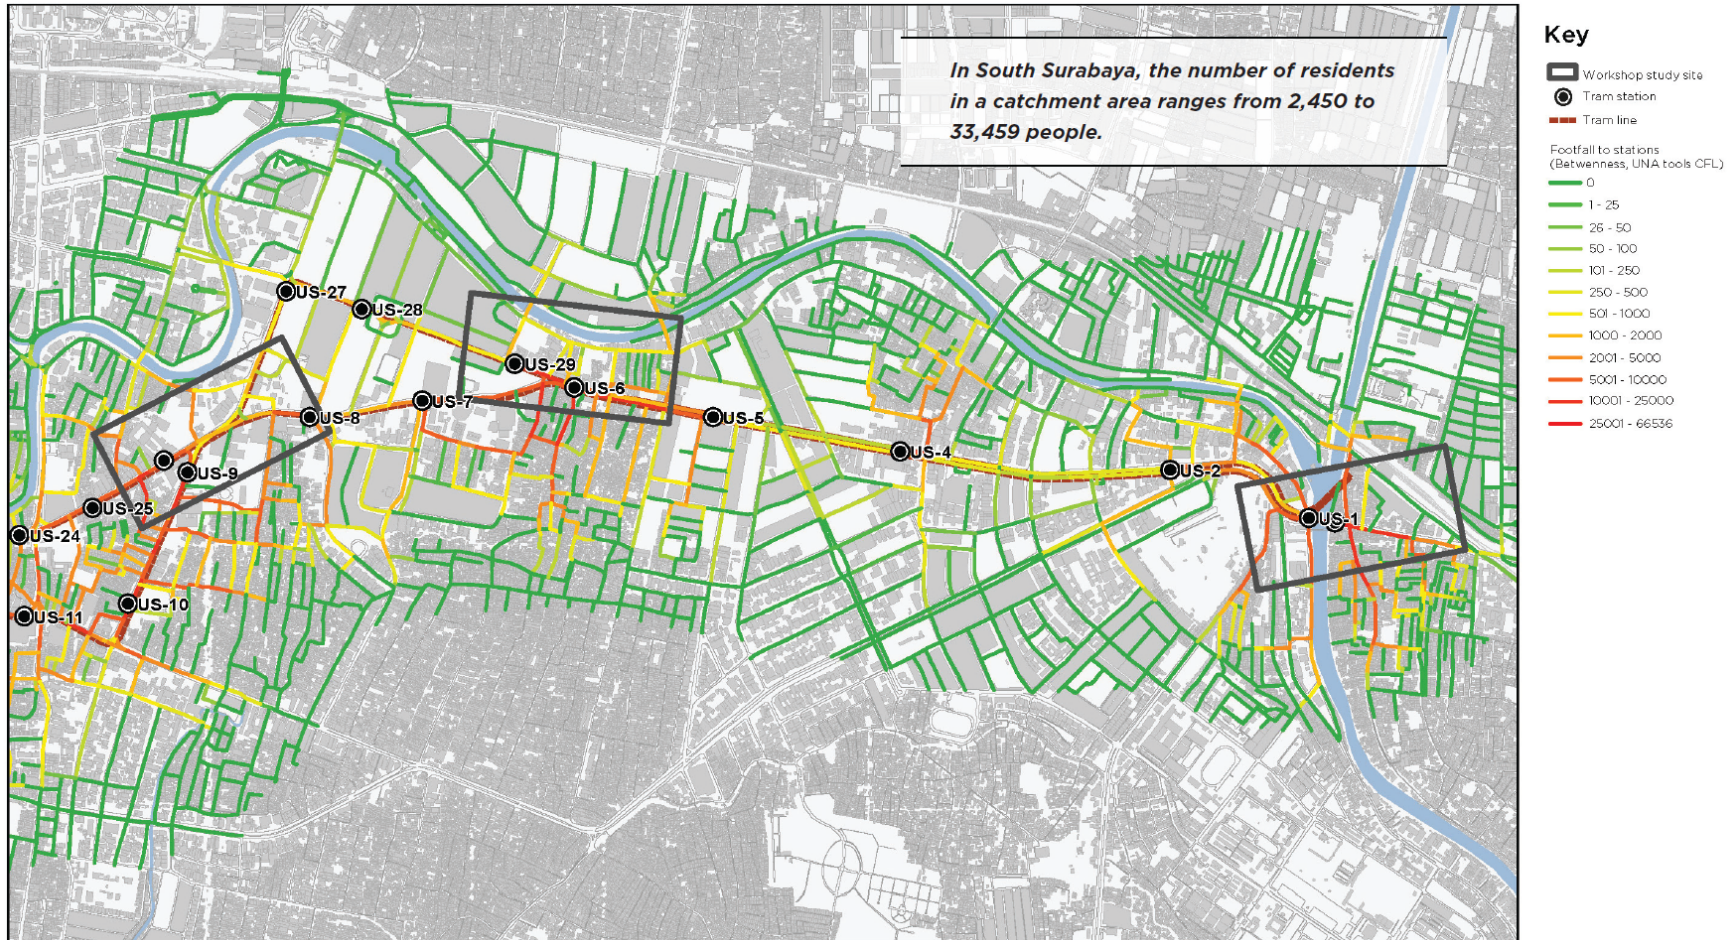 In South Surabaya, the number of residents
in a catchment area ranges from 2,450 to
33,459 people.
Key
Workshop study site
Tram station
Tram line
Footfall to stations
(Betwenness, UNA tools CFL)
0
1 - 25
26 - 50
50 - 100
101 - 250
250 - 500
501 - 1000
1000 - 2000
2001 - 5000
5001 - 10000
10001 - 25000
25001 - 66536
US-27
US-28
US-29
US-6
US-7
US-8
US-5
US-4
US-2
US-9
US-25
US-1
US-24
US-10
US-11